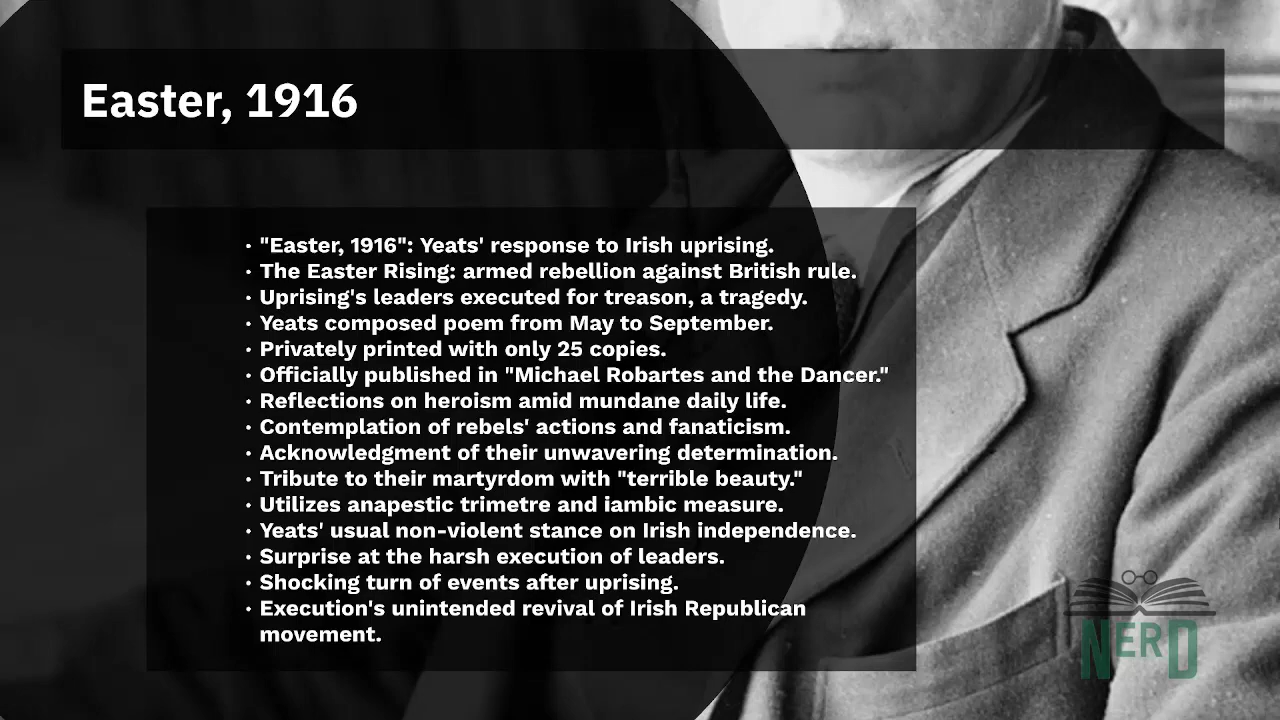 Easter, 1916
• "Easter, 1916": Yeats' response to Irish uprising.
• The Easter Rising: armed rebellion against British rule.
• Uprising's leaders executed for treason, a tragedy.
• Yeats composed poem from May to September.
• Privately printed with only 25 copies.
• Officially published in "Michael Robartes and the Dancer."
• Reflections on heroism amid mundane daily life.
• Contemplation of rebels' actions and fanaticism.
• Acknowledgment of their unwavering determination.
• Tribute to their martyrdom with "terrible beauty."
• Utilizes anapestic trimetre and iambic measure.
• Yeats' usual non-violent stance on Irish independence.
• Surprise at the harsh execution of leaders.
• Shocking turn of events after uprising.
• Execution's unintended revival of Irish Republican
movement.
NERD